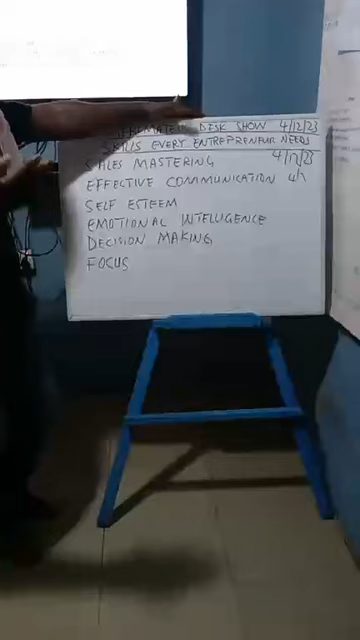 DESK SHOW 4/12/23
SKILLS EVERY ENTREPRENEUR NEEDS
SALES MASTERING 4/12/23
EFFECTIVE COMMUNICATION
SELF ESTEEM
EMOTIONAL INTELLIGENCE
DECISION MAKING
FOCUS